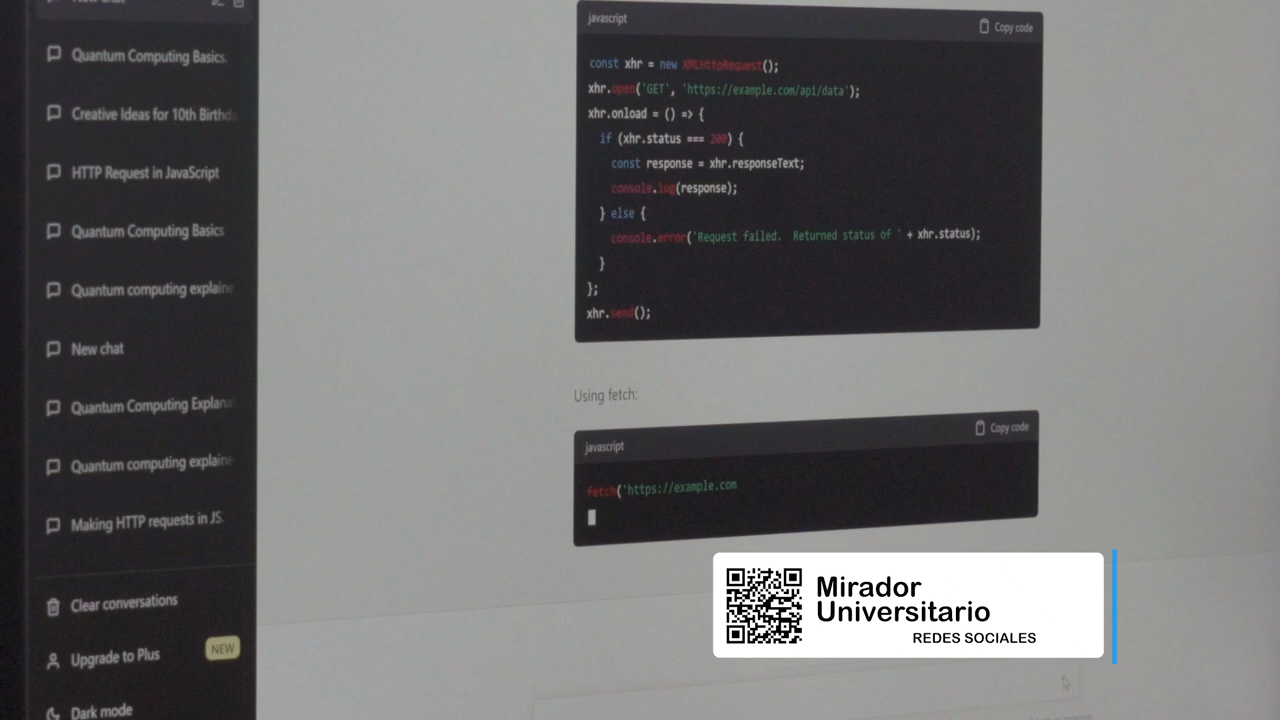 Quantum Computing Basics.
Creative Ideas for 10th Birthd
HTTP Request in JavaScript
Quantum Computing Basics
Quantum computing explaine
New chat
Quantum Computing Explana
Quantum computing explaine
Making HTTP requests in JS.
Clear conversations
Upgrade to Plus
NEW
Dark mode
javascript
Copy code
const xhr = new XMLHttpRequest();
xhr.open('GET', 'https://example.com/api/data');
xhr.onload = () => {
if (xhr.status === 200) {
const response = xhr.responseText;
console.log(response);
} else {
console.error('Request failed.  Returned status of ' + xhr.status);
}
};
xhr.send();
Using fetch:
javascript
Copy code
fetch('https://example.com
Mirador
Universitario
REDES SOCIALES